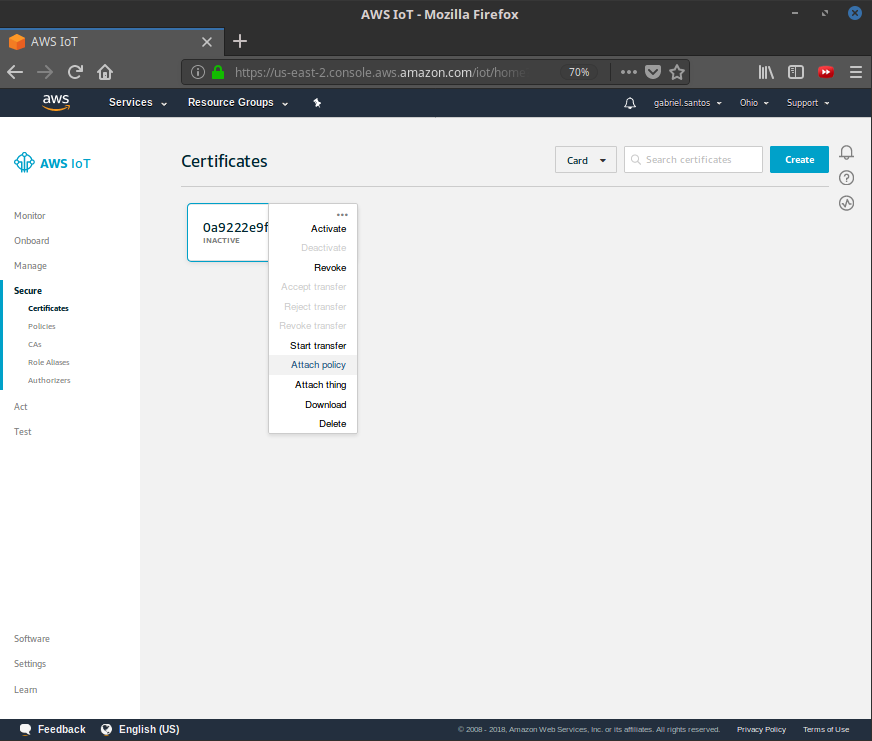 AWS IoT - Mozilla Firefox
AWS IoT
https://us-east-2.console.aws.amazon.com/iot/home
70%
aws
Services
Resource Groups
gabriel.santos
Ohio
Support
AWS IoT
Monitor
Onboard
Manage
Secure
Certificates
Policies
CAs
Role Aliases
Authorizers
Act
Test
Software
Settings
Learn
Certificates
Card
Search certificates
Create
0a9222e9f
INACTIVE
Activate
Deactivate
Revoke
Accept transfer
Reject transfer
Revoke transfer
Start transfer
Attach policy
Attach thing
Download
Delete
Feedback
English (US)
© 2008 - 2018, Amazon Web Services, Inc. or its affiliates. All rights reserved.
Privacy Policy
Terms of Use